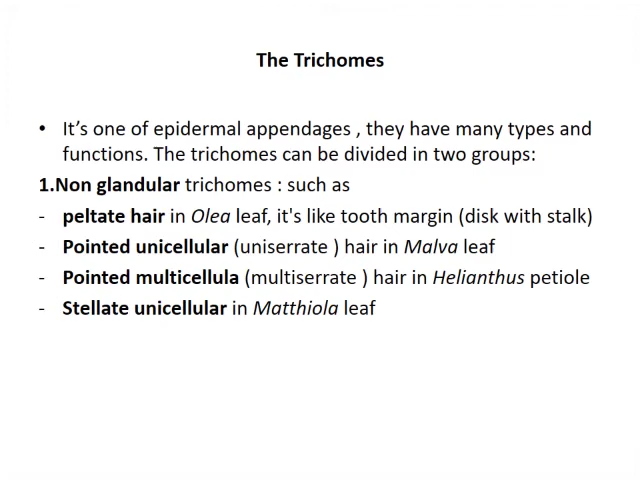 The Trichomes
• It’s one of epidermal appendages , they have many types and
functions. The trichomes can be divided in two groups:
1.Non glandular trichomes : such as
- peltate hair in Olea leaf, it's like tooth margin (disk with stalk)
- Pointed unicellular (uniserrate ) hair in Malva leaf
- Pointed multicellula (multiserrate ) hair in Helianthus petiole
- Stellate unicellular in Matthiola leaf